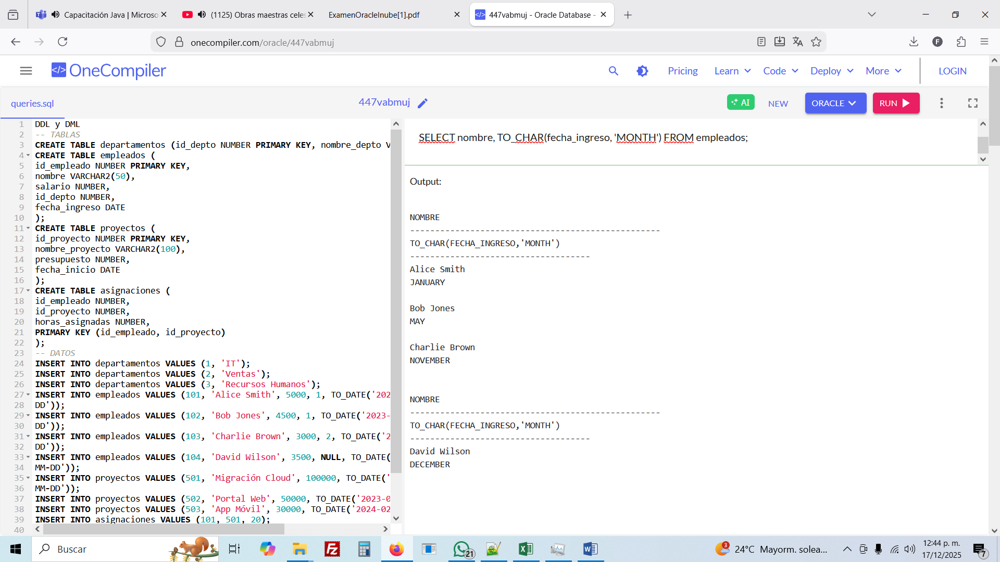 Capacitación Java | Microso
(1125) Obras maestras celes
ExamenOracleInube[1].pdf
447vabmuj - Oracle Database -
onecompiler.com/oracle/447vabmuj
F
</> OneCompiler
Pricing
Learn
Code
Deploy
More
LOGIN
queries.sql
447vabmuj
AI
NEW
ORACLE
RUN
1 DDL y DML
2 -- TABLAS
3 CREATE TABLE departamentos (id_depto NUMBER PRIMARY KEY, nombre_depto V
4 CREATE TABLE empleados (
5 id_empleado NUMBER PRIMARY KEY,
6 nombre VARCHAR2(50),
7 salario NUMBER,
8 id_depto NUMBER,
9 fecha_ingreso DATE
10 );
11 CREATE TABLE proyectos (
12 id_proyecto NUMBER PRIMARY KEY,
13 nombre_proyecto VARCHAR2(100),
14 presupuesto NUMBER,
15 fecha_inicio DATE
16 );
17 CREATE TABLE asignaciones (
18 id_empleado NUMBER,
19 id_proyecto NUMBER,
20 horas_asignadas NUMBER,
21 PRIMARY KEY (id_empleado, id_proyecto)
22 );
23 -- DATOS
24 INSERT INTO departamentos VALUES (1, 'IT');
25 INSERT INTO departamentos VALUES (2, 'Ventas');
26 INSERT INTO departamentos VALUES (3, 'Recursos Humanos');
27 INSERT INTO empleados VALUES (101, 'Alice Smith', 5000, 1, TO_DATE('202
28 DD'));
29 INSERT INTO empleados VALUES (102, 'Bob Jones', 4500, 1, TO_DATE('2023-
30 DD'));
31 INSERT INTO empleados VALUES (103, 'Charlie Brown', 3000, 2, TO_DATE('2
32 DD'));
33 INSERT INTO empleados VALUES (104, 'David Wilson', 3500, NULL, TO_DATE(
34 MM-DD'));
35 INSERT INTO proyectos VALUES (501, 'Migración Cloud', 100000, TO_DATE('
36 MM-DD'));
37 INSERT INTO proyectos VALUES (502, 'Portal Web', 50000, TO_DATE('2023-0
38 INSERT INTO proyectos VALUES (503, 'App Móvil', 30000, TO_DATE('2024-02
39 INSERT INTO asignaciones VALUES (101, 501, 20);
40
SELECT nombre, TO_CHAR(fecha_ingreso, 'MONTH') FROM empleados;
Output:
NOMBRE
--------------------------------------------------
TO_CHAR(FECHA_INGRESO,'MONTH')
------------------------------------
Alice Smith
JANUARY
Bob Jones
MAY
Charlie Brown
NOVEMBER
NOMBRE
--------------------------------------------------
TO_CHAR(FECHA_INGRESO,'MONTH')
------------------------------------
David Wilson
DECEMBER
Buscar
21
3
24°C Mayorm. solea...
12:44 p. m.
17/12/2025
7